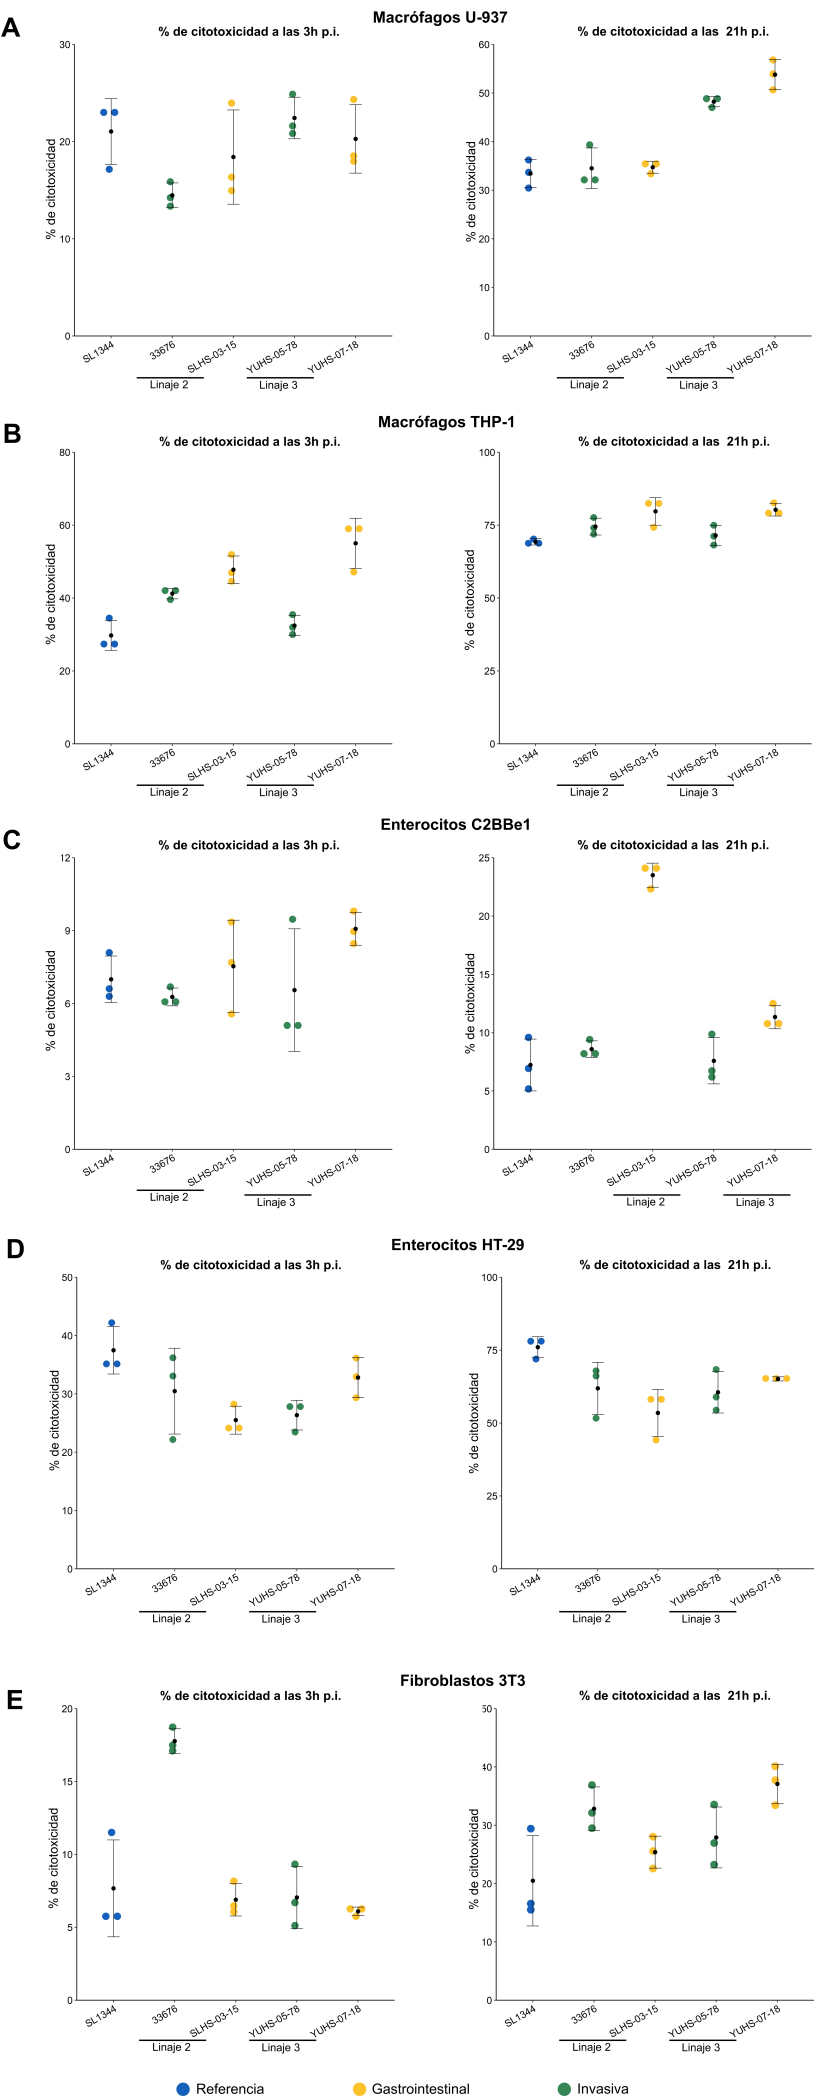 A
Macrófagos U-937
% de citotoxicidad a las 3h p.i.
% de citotoxicidad a las 21h p.i.
% de citotoxicidad
30
20
10
0
SL1344
33676
SLHS-03-15
YUHS-05-78
YUHS-07-18
Linaje 2
Linaje 3
% de citotoxicidad
60
50
40
30
20
10
0
SL1344
33676
SLHS-03-15
YUHS-05-78
YUHS-07-18
Linaje 2
Linaje 3
B
Macrófagos THP-1
% de citotoxicidad a las 3h p.i.
% de citotoxicidad a las 21h p.i.
% de citotoxicidad
80
60
40
20
0
SL1344
33676
SLHS-03-15
YUHS-05-78
YUHS-07-18
Linaje 2
Linaje 3
% de citotoxicidad
100
75
50
25
0
SL1344
33676
SLHS-03-15
YUHS-05-78
YUHS-07-18
Linaje 2
Linaje 3
C
Enterocitos C2BBe1
% de citotoxicidad a las 3h p.i.
% de citotoxicidad a las 21h p.i.
% de citotoxicidad
12
9
6
3
0
SL1344
33676
SLHS-03-15
YUHS-05-78
YUHS-07-18
Linaje 2
Linaje 3
% de citotoxicidad
25
20
15
10
5
0
SL1344
33676
SLHS-03-15
YUHS-05-78
YUHS-07-18
Linaje 2
Linaje 3
D
Enterocitos HT-29
% de citotoxicidad a las 3h p.i.
% de citotoxicidad a las 21h p.i.
% de citotoxicidad
50
40
30
20
10
0
SL1344
33676
SLHS-03-15
YUHS-05-78
YUHS-07-18
Linaje 2
Linaje 3
% de citotoxicidad
100
75
50
25
0
SL1344
33676
SLHS-03-15
YUHS-05-78
YUHS-07-18
Linaje 2
Linaje 3
E
Fibroblastos 3T3
% de citotoxicidad a las 3h p.i.
% de citotoxicidad a las 21h p.i.
% de citotoxicidad
20
15
10
5
0
SL1344
33676
SLHS-03-15
YUHS-05-78
YUHS-07-18
Linaje 2
Linaje 3
% de citotoxicidad
50
40
30
20
10
0
SL1344
33676
SLHS-03-15
YUHS-05-78
YUHS-07-18
Linaje 2
Linaje 3
Referencia
Gastrointestinal
Invasiva